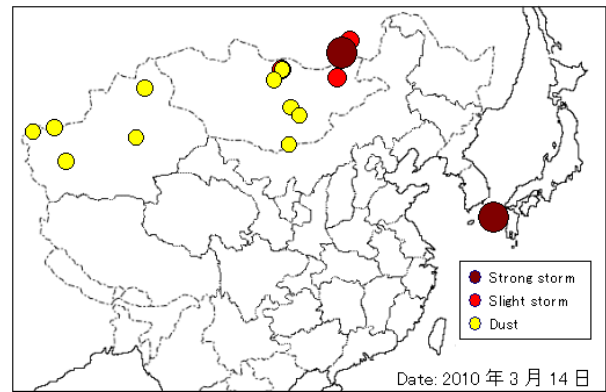 Strong storm
Slight storm
Dust
Date: 2010 年 3 月 14 日